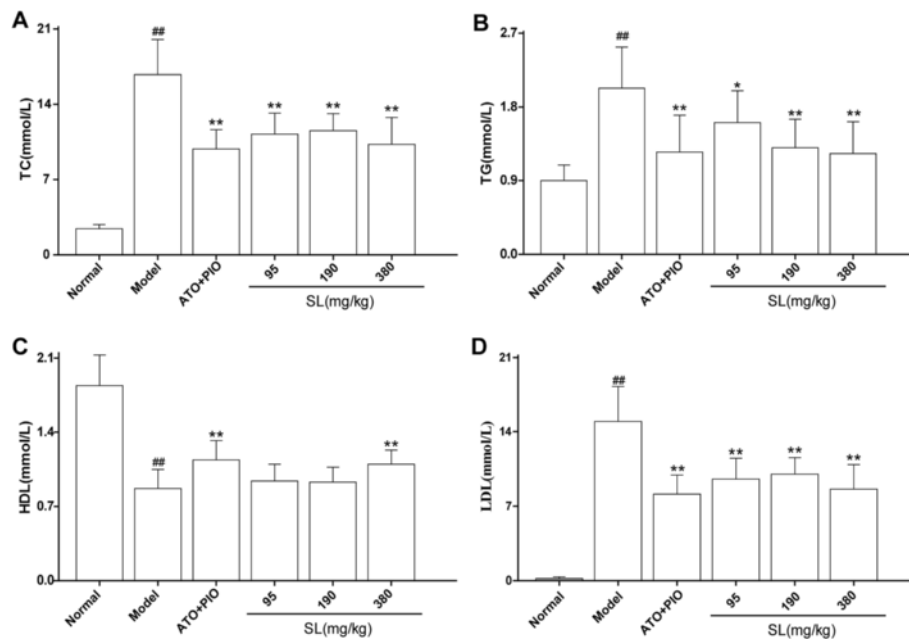 A
21
14
7
0
TC(mmol/L)
##
**
**
**
**
Normal
Model
ATO+PIO
95
190
380
SL(mg/kg)
B
2.7
1.8
0.9
0.0
TG(mmol/L)
##
**
*
**
**
Normal
Model
ATO+PIO
95
190
380
SL(mg/kg)
C
2.1
1.4
0.7
0.0
HDL(mmol/L)
##
**
**
Normal
Model
ATO+PIO
95
190
380
SL(mg/kg)
D
21
14
7
0
LDL(mmol/L)
##
**
**
**
**
Normal
Model
ATO+PIO
95
190
380
SL(mg/kg)